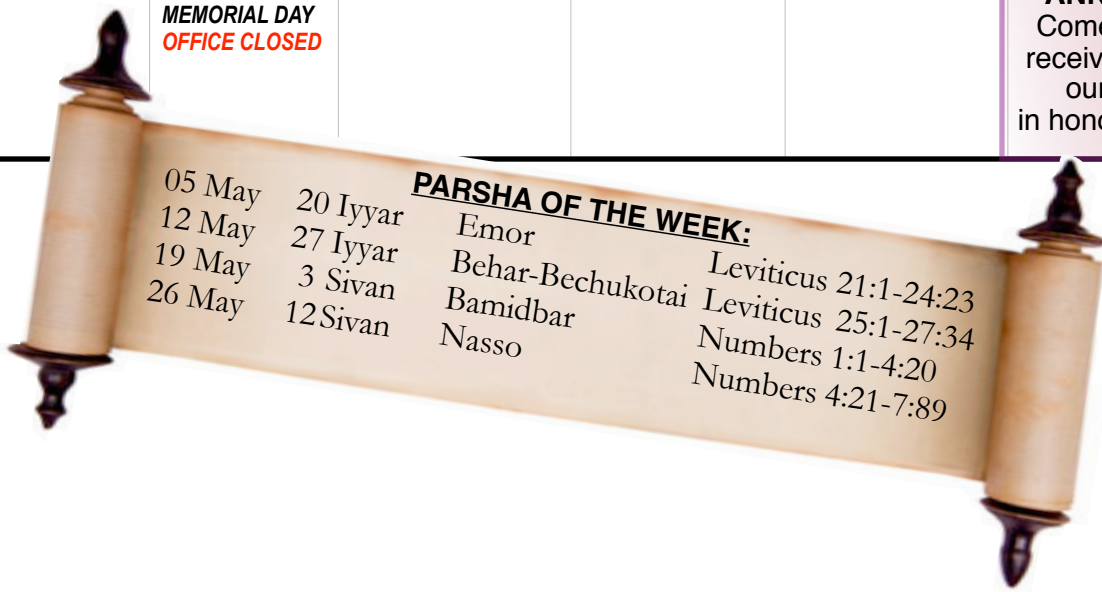 MEMORIAL DAY
OFFICE CLOSED
Come
our
PARSHA OF THE WEEK:
05 May 20 Iyyar Emor Leviticus 21:1-24:23
12 May 27 Iyyar Behar-Bechukotai Leviticus 25:1-27:34
19 May 3 Sivan Bamidbar Numbers 1:1-4:20
26 May 12Sivan Nasso Numbers 4:21-7:89